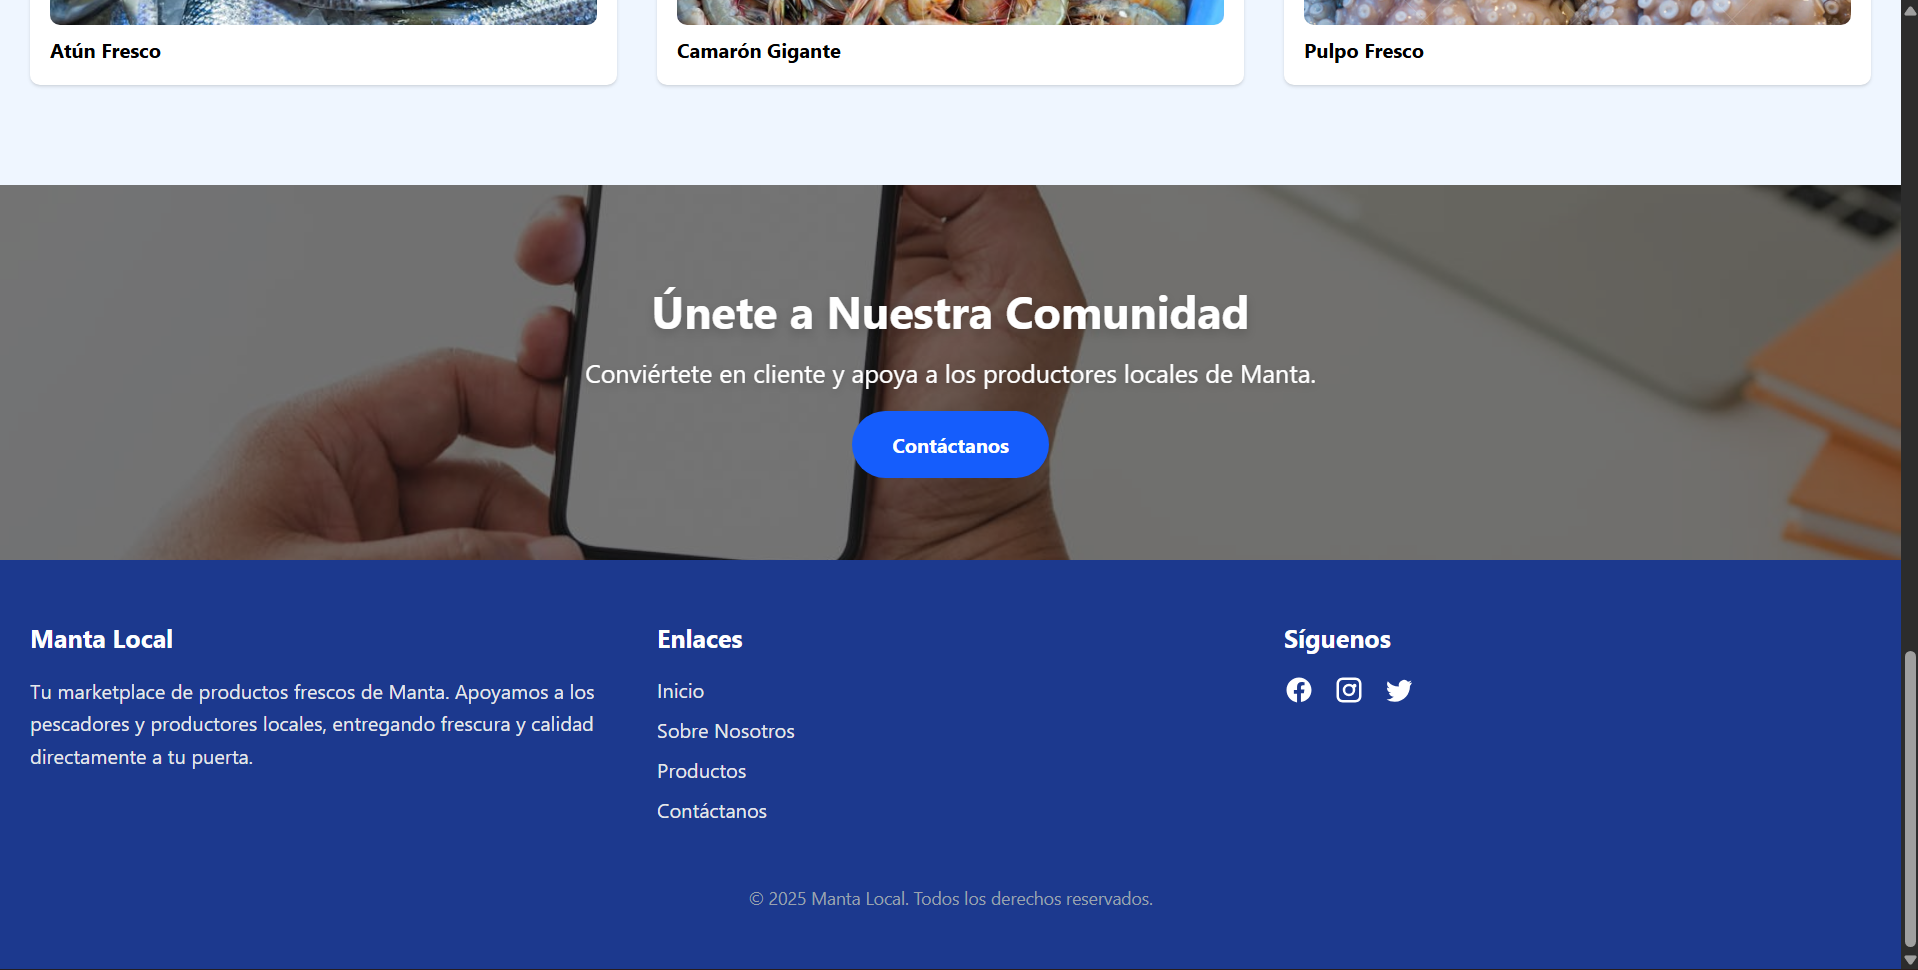 Atún Fresco
Camarón Gigante
Pulpo Fresco
Únete a Nuestra Comunidad
Conviértete en cliente y apoya a los productores locales de Manta.
Contáctanos
Manta Local
Tu marketplace de productos frescos de Manta. Apoyamos a los
pescadores y productores locales, entregando frescura y calidad
directamente a tu puerta.
Enlaces
Inicio
Sobre Nosotros
Productos
Contáctanos
Síguenos
© 2025 Manta Local. Todos los derechos reservados.